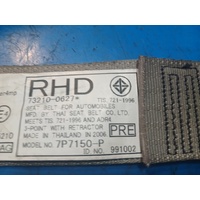 RHD
73210-0627*
TIS 721-1996
SEAT BELT FOR AUTOMOBILES
MFD. BY THAI SEAT BELT CO. LTD.
MEETS TIS 721-1996 AND ADR4
3-POINT WITH RETRACTOR
PRE
MADE IN THAILAND IN 2006
MODEL NO. 7P7150-P
ID NO. 991002